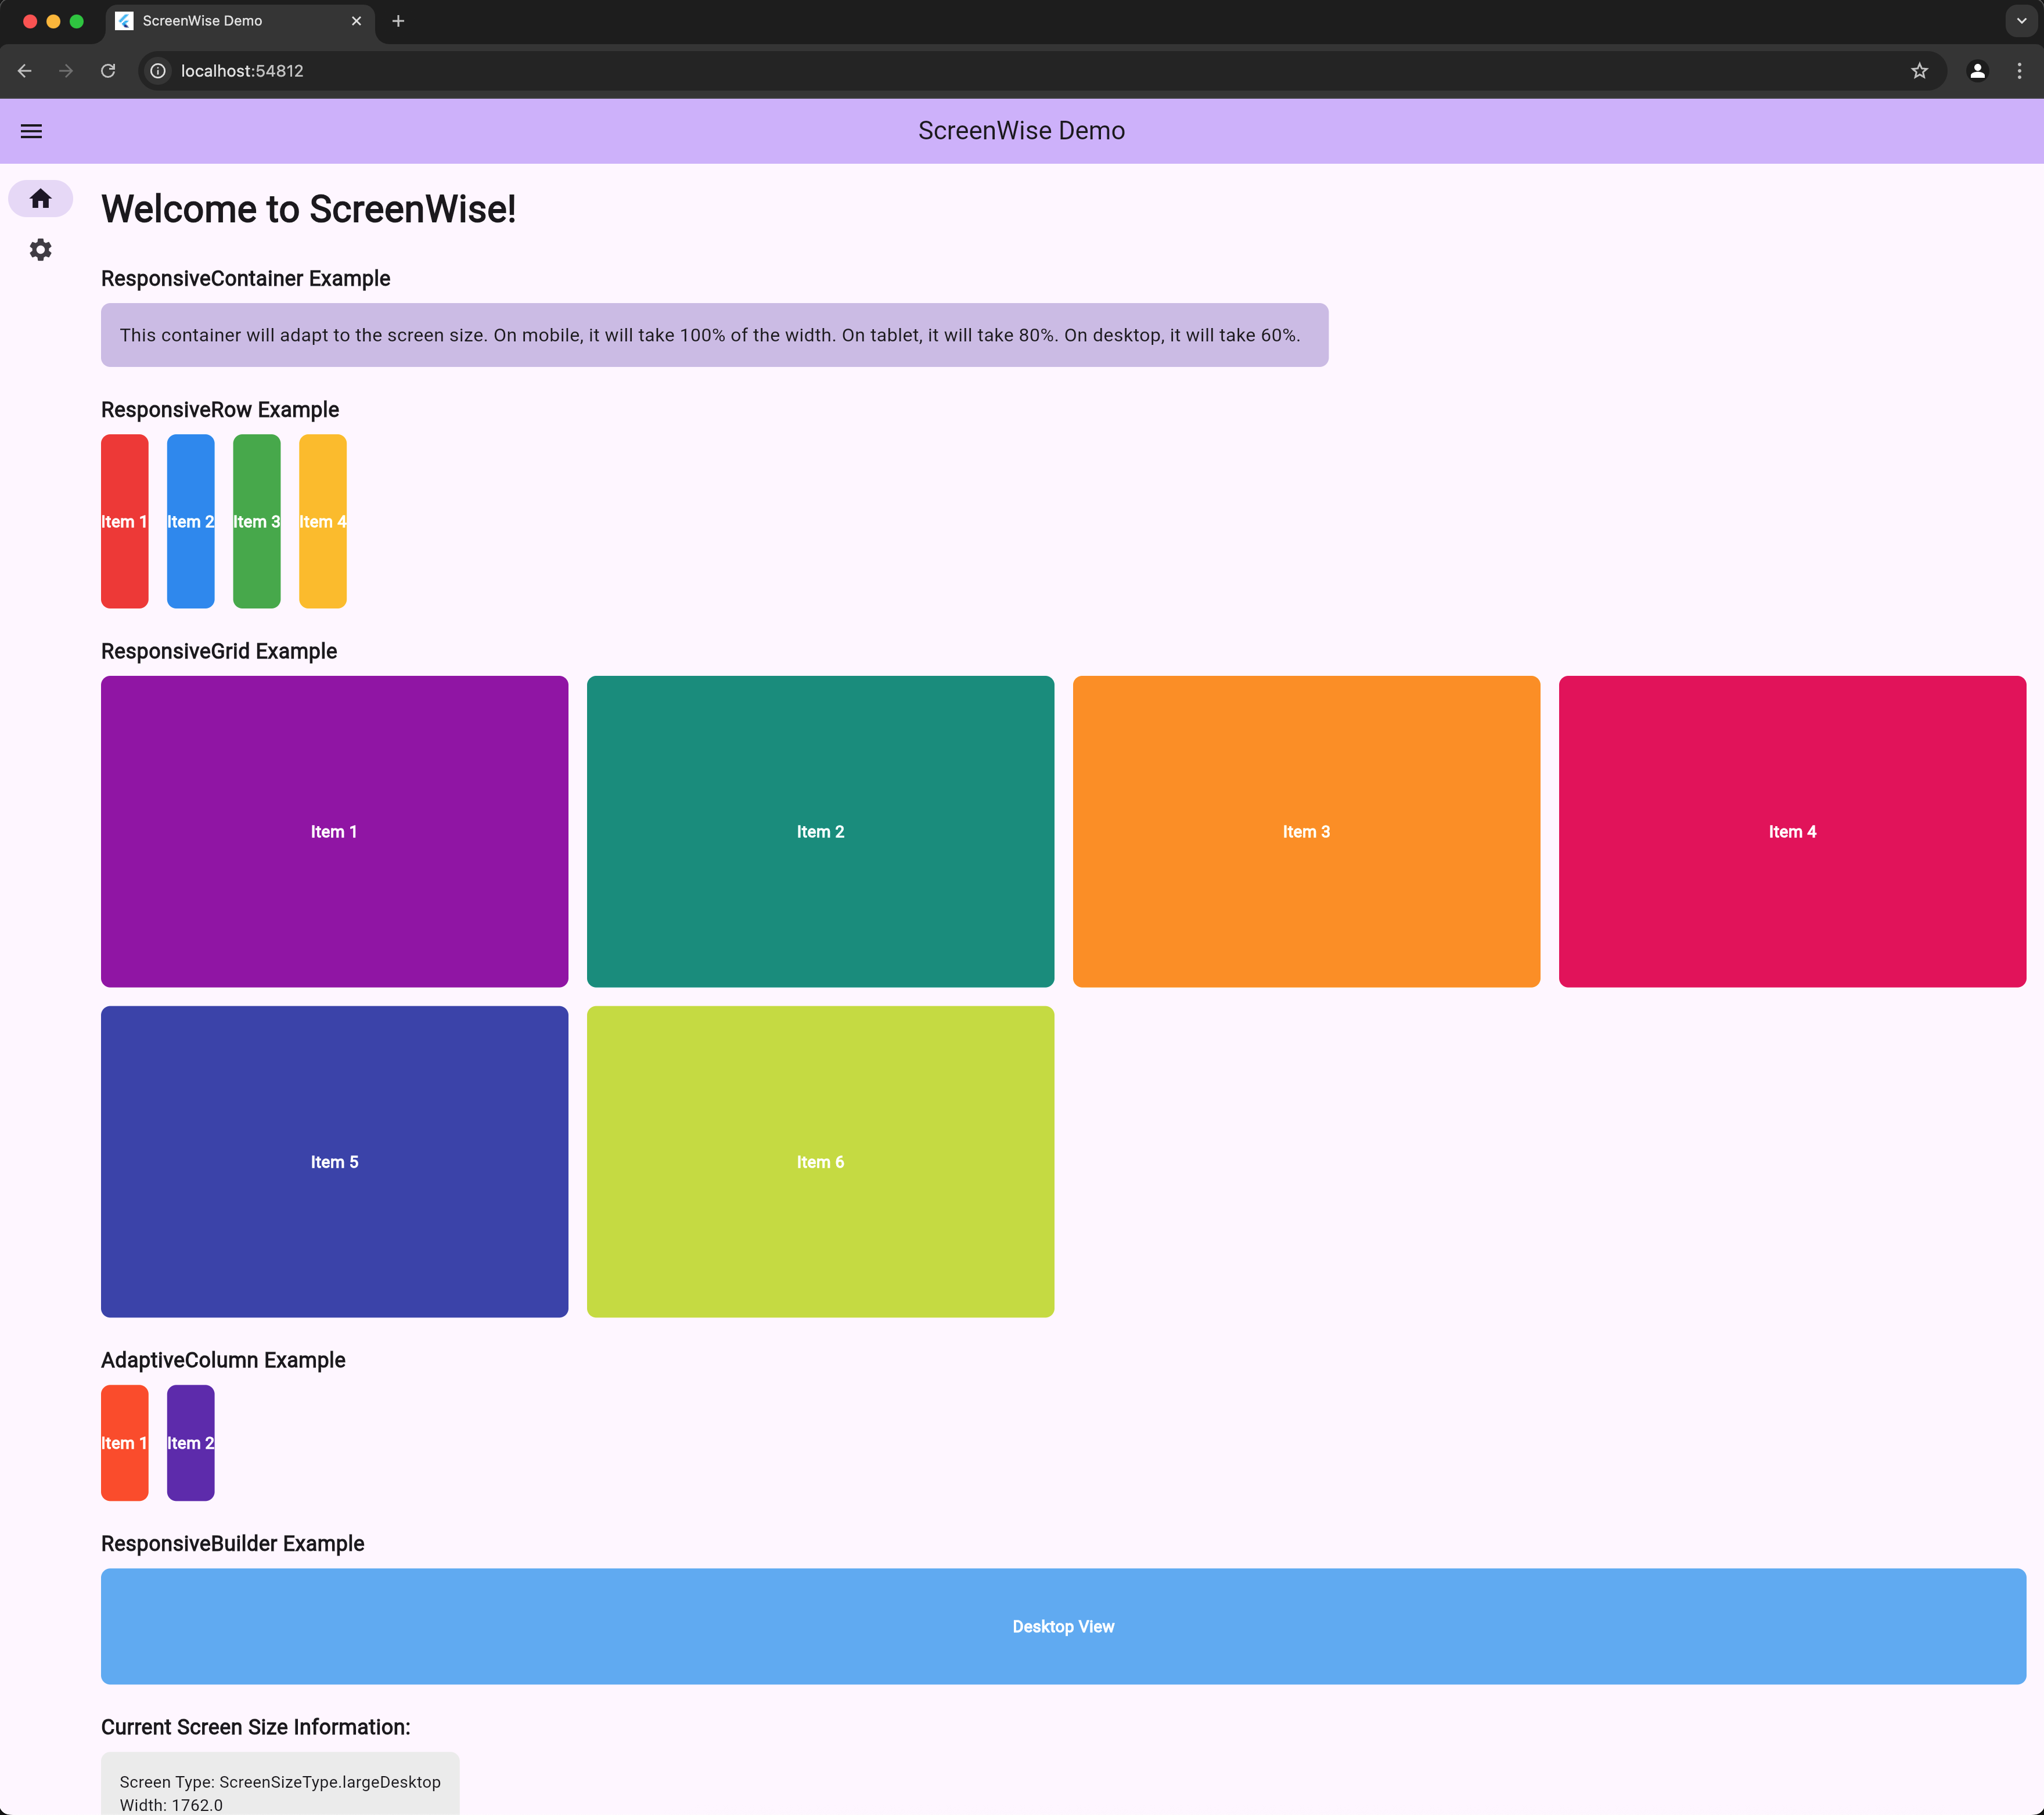 ScreenWise Demo
localhost:54812
ScreenWise Demo
Welcome to ScreenWise!
ResponsiveContainer Example
This container will adapt to the screen size. On mobile, it will take 100% of the width. On tablet, it will take 80%. On desktop, it will take 60%.
ResponsiveRow Example
Item 1 Item 2 Item 3 Item 4
ResponsiveGrid Example
Item 1 Item 2 Item 3 Item 4
Item 5 Item 6
AdaptiveColumn Example
Item 1 Item 2
ResponsiveBuilder Example
Desktop View
Current Screen Size Information:
Screen Type: ScreenSizeType.largeDesktop
Width: 1762.0